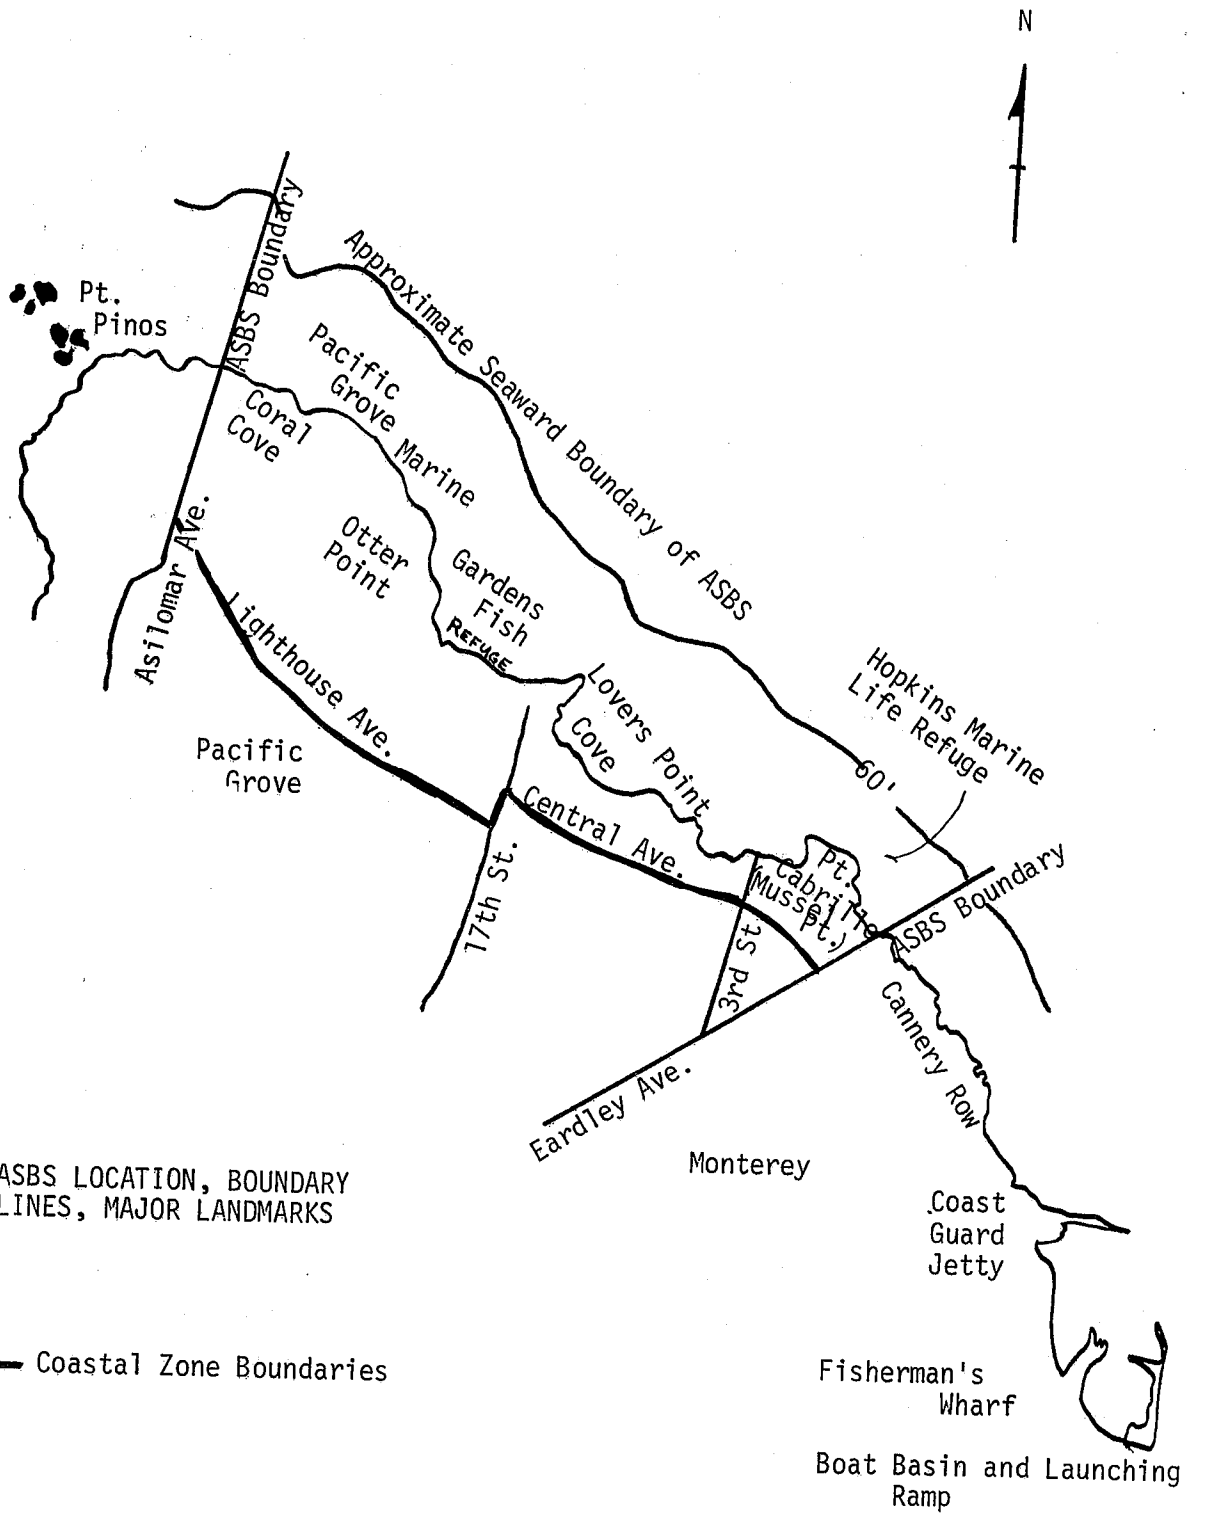 N
ASBS Boundary
Approximate Seaward Boundary of ASBS
Pt.
Pinos
Pacific
Grove
Marine
Gardens
Fish
REFUGE
Coral
Cove
Otter
Point
Asilomar Ave.
Lighthouse Ave.
Lovers Point
Cove
Hopkins Marine
Life Refuge
60'
Pacific
Grove
Central Ave.
17th St.
3rd St
Pt.
Cabrillo
(Mussel
Pt.)
ASBS Boundary
Cannery Row
Eardley Ave.
Monterey
ASBS LOCATION, BOUNDARY
LINES, MAJOR LANDMARKS
Coast
Guard
Jetty
Coastal Zone Boundaries
Fisherman's
Wharf
Boat Basin and Launching
Ramp